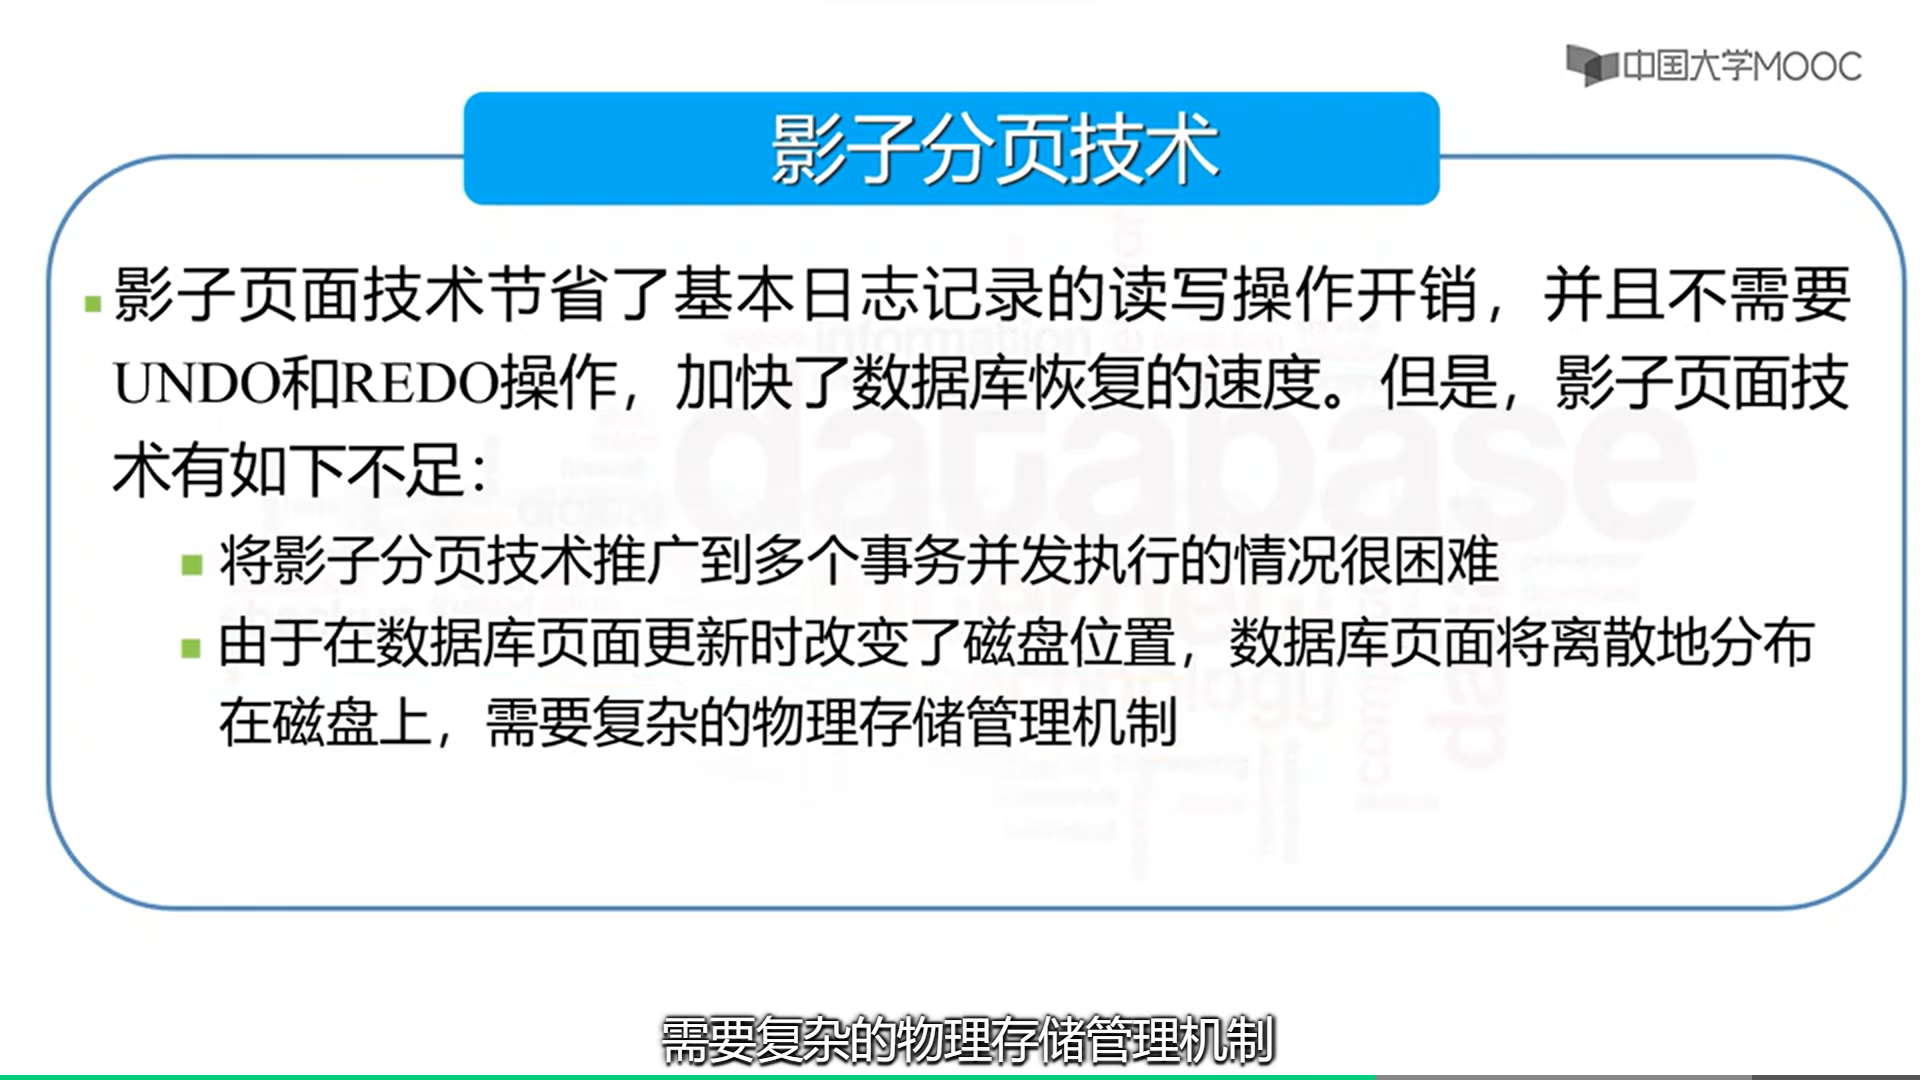 中国大学MOOC
影子分页技术
影子页面技术节省了基本日志记录的读写操作开销，并且不需要
UNDO和REDO操作，加快了数据库恢复的速度。但是，影子页面技
术有如下不足：
将影子分页技术推广到多个事务并发执行的情况很困难
由于在数据库页面更新时改变了磁盘位置，数据库页面将离散地分布
在磁盘上，需要复杂的物理存储管理机制
database
information
需要复杂的物理存储管理机制